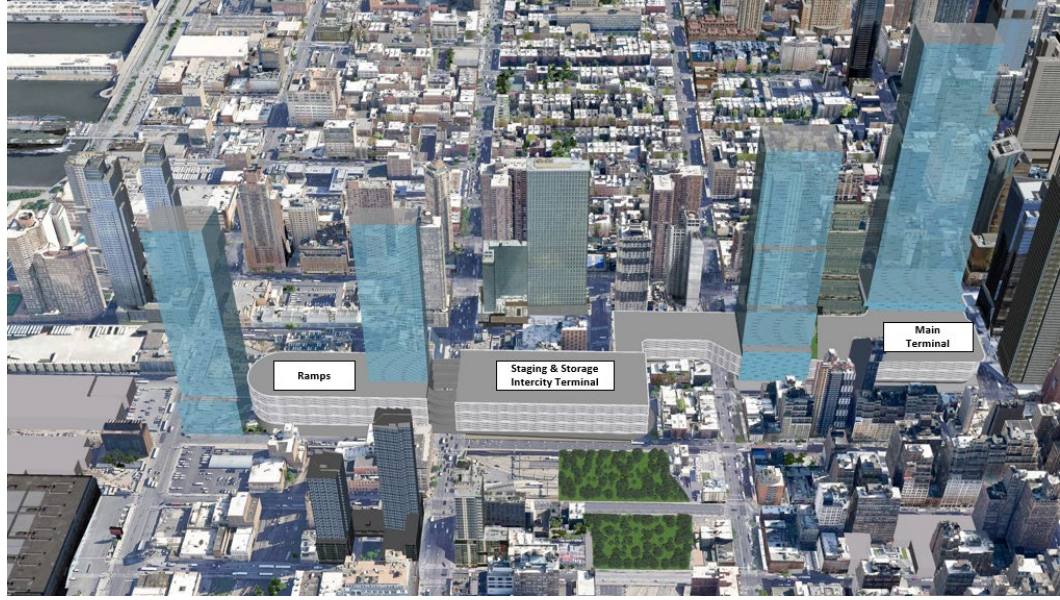 Ramps
Staging & Storage
Intercity Terminal
Main
Terminal